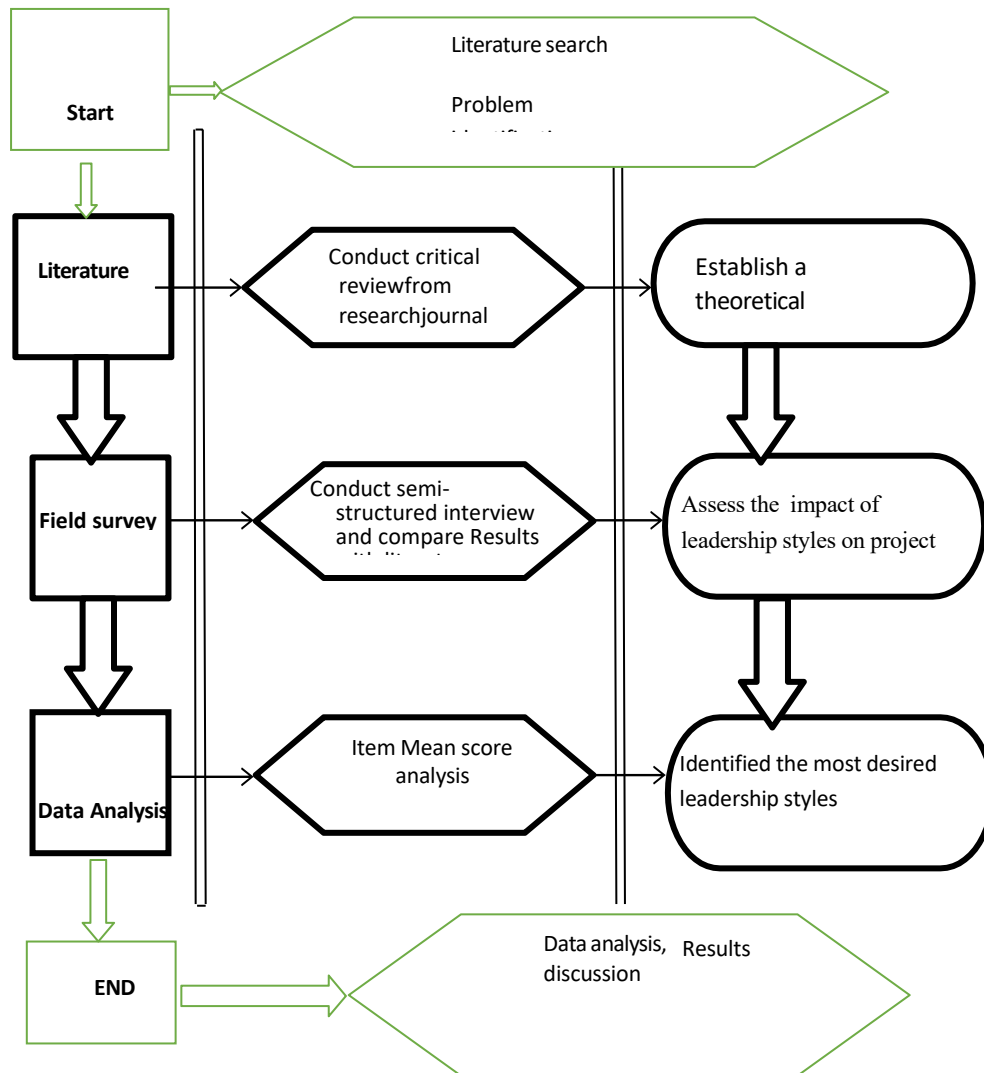 Literature search
Start
Problem
Literature
Conduct critical
reviewfrom
researchjournal
Establish a
theoretical
Field survey
Conduct semi-
structured interview
and compare Results
Assess the impact of
leadership styles on project
Data Analysis
Item Mean score
analysis
Identified the most desired
leadership styles
END
Data analysis, Results
discussion